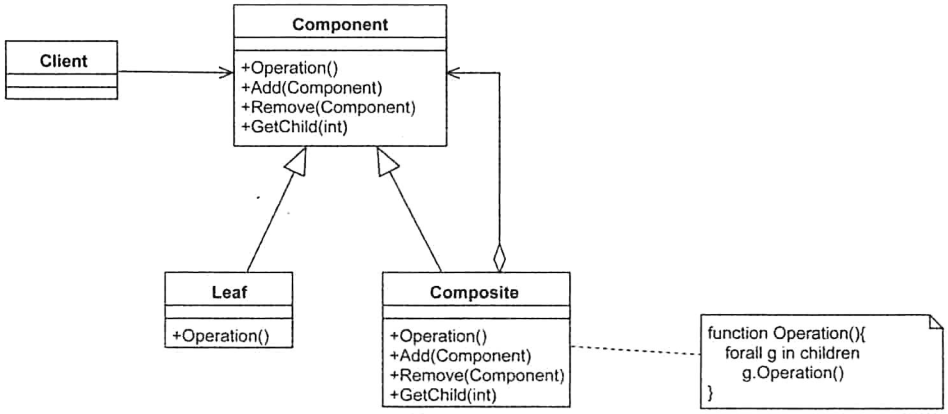 Component
+Operation()
+Add(Component)
+Remove(Component)
+GetChild(int)
Client
Leaf
+Operation()
Composite
+Operation()
+Add(Component)
+Remove(Component)
+GetChild(int)
function Operation(){
forall g in children
g.Operation()
}